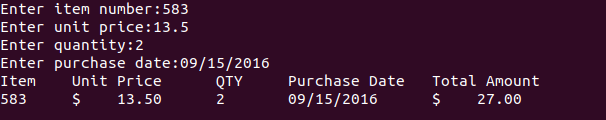 Enter item number:583
Enter unit price:13.5
Enter quantity:2
Enter purchase date:09/15/2016
Item    Unit Price      QTY     Purchase Date   Total Amount
583     $    13.50      2       09/15/2016      $    27.00